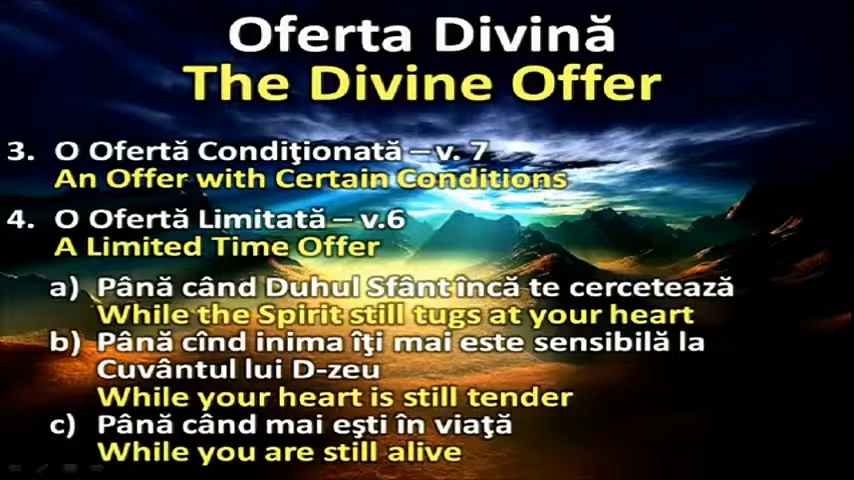 Oferta Divină
The Divine Offer
3. O Ofertă Condiţionată – v. 7
An Offer with Certain Conditions
4. O Ofertă Limitată – v.6
A Limited Time Offer
a) Până când Duhul Sfânt încă te cercetează
While the Spirit still tugs at your heart
b) Până cînd inima îţi mai este sensibilă la
Cuvântul lui D-zeu
While your heart is still tender
c) Până când mai eşti în viaţă
While you are still alive